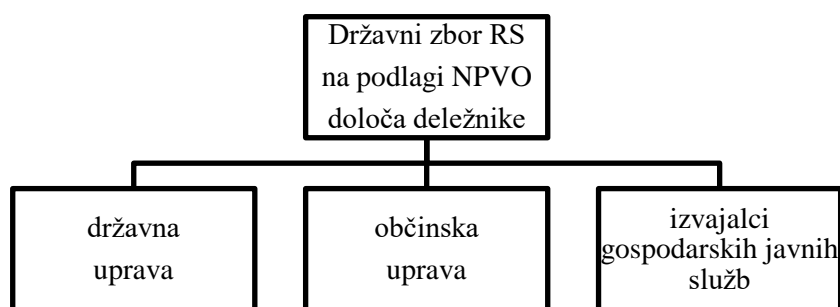 Državni zbor RS
na podlagi NPVO
določa deležnike
državna
uprava
občinska
uprava
izvajalci
gospodarskih javnih
služb